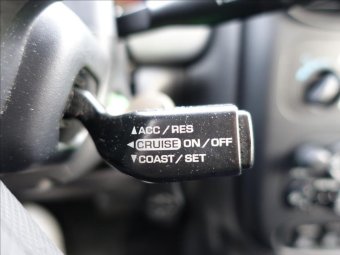 ▲ACC/RES
◄CRUISE ON/OFF
▼COAST/SET